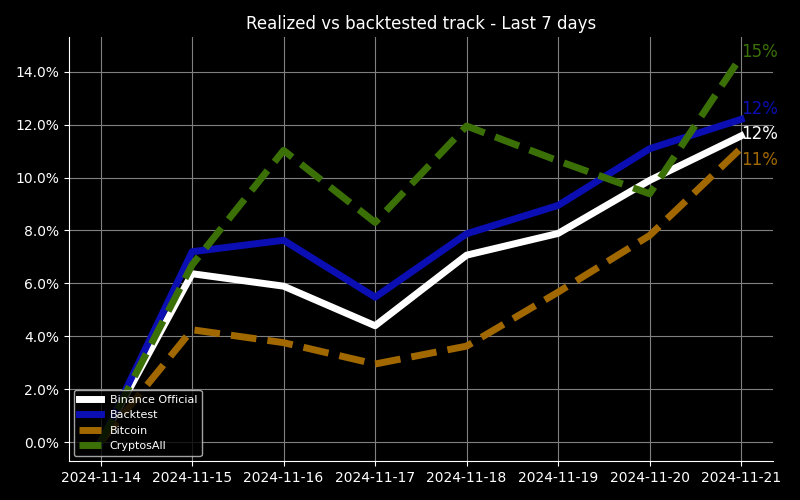 Realized vs backtested track - Last 7 days
15%
14.0%
12%
12.0%
12%
11%
10.0%
8.0%
6.0%
4.0%
2.0%
0.0%
Binance Official
Backtest
Bitcoin
CryptosAll
2024-11-14 2024-11-15 2024-11-16 2024-11-17 2024-11-18 2024-11-19 2024-11-20 2024-11-21